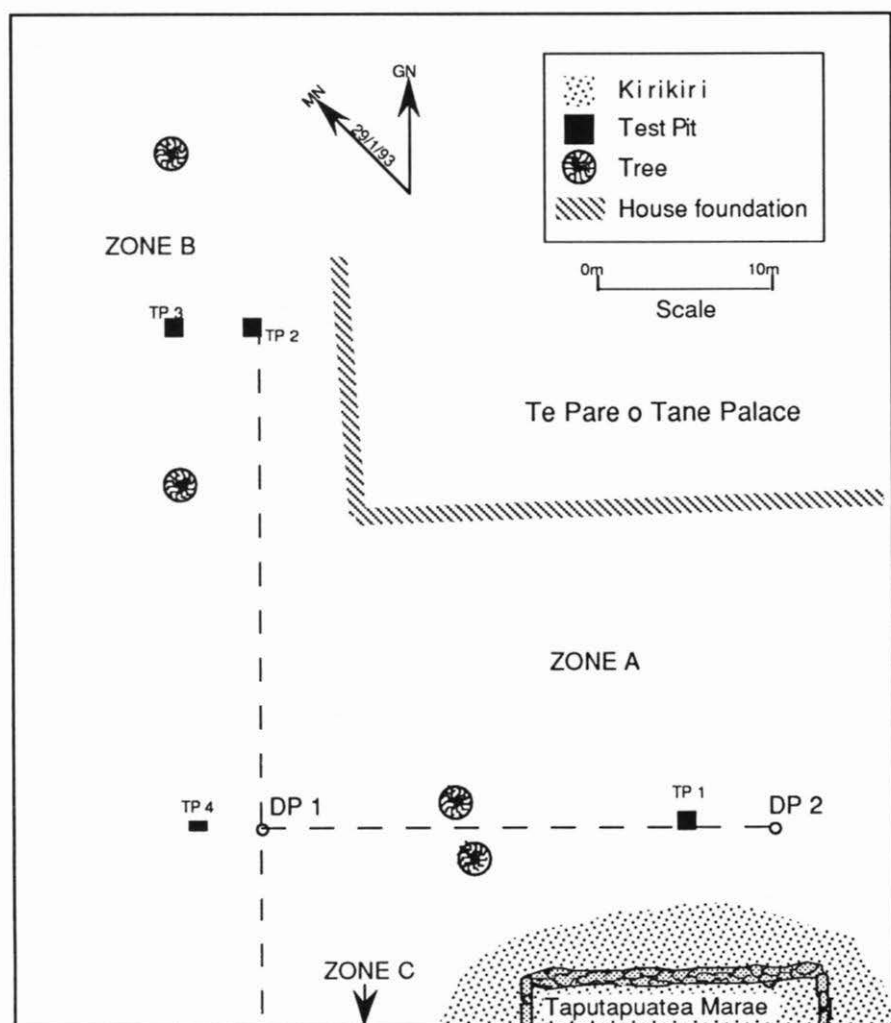 GN
MN
29/1/93
Kirikiri
Test Pit
Tree
House foundation
ZONE B
0m 10m
Scale
TP 3
TP 2
Te Pare o Tane Palace
ZONE A
TP 4
DP 1
TP 1
DP 2
ZONE C
Taputapuatea Marae